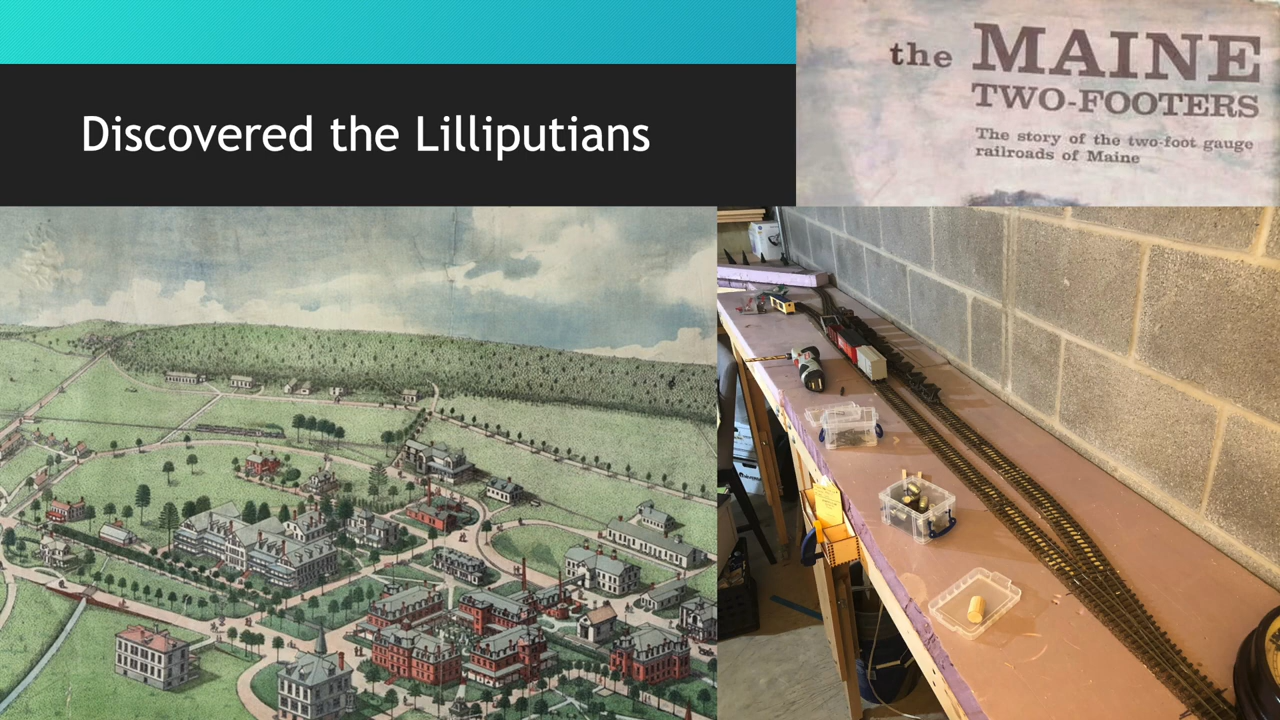 Discovered the Lilliputians
the MAINE
TWO-FOOTERS
The story of the two-foot gauge
railroads of Maine